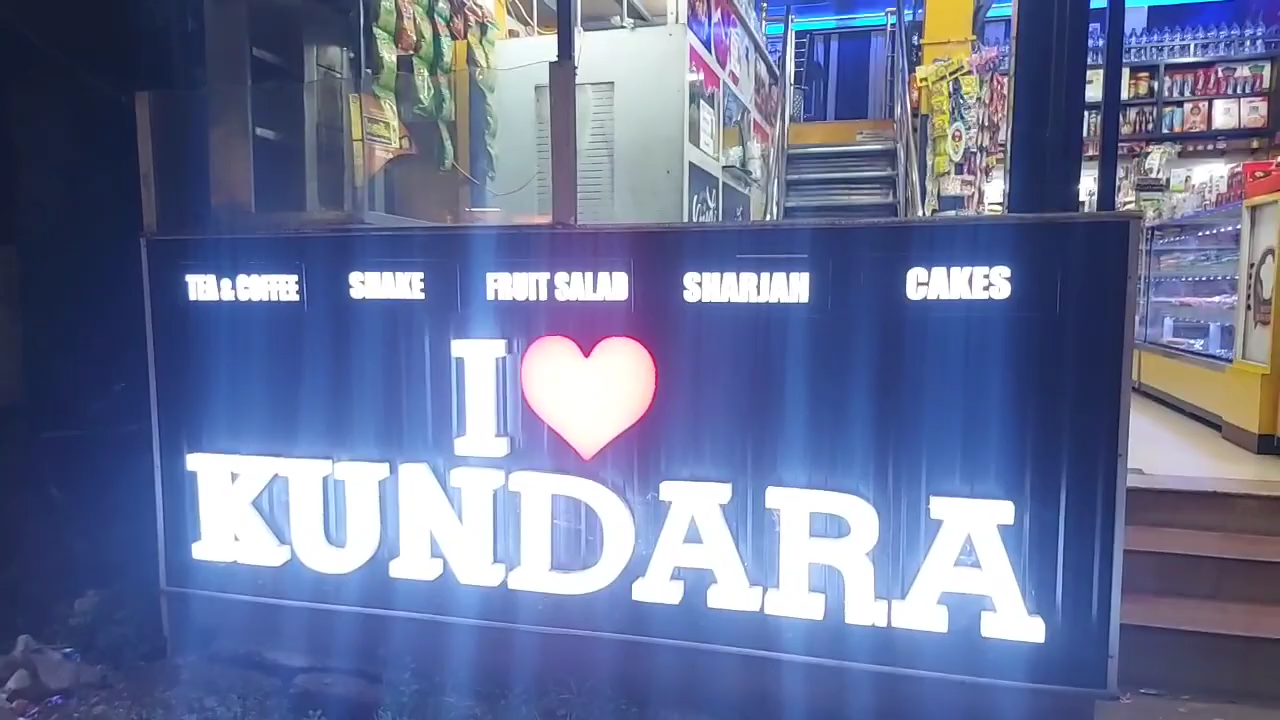 TEA & COFFEE
SHAKE
FRUIT SALAD
SHARJAH
CAKES
I ❤
KUNDARA